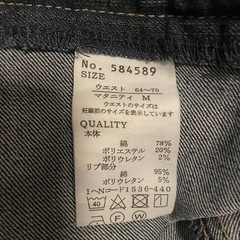 No. 584589
SIZE
ウエスト 64～70
マタニティ M
ウエストのサイズは
妊娠前のサイズを表示しています
QUALITY
本体
綿 78%
ポリエステル 20%
ポリウレタン 2%
リブ部分
綿 95%
ポリウレタン 5%
1～Nコード1536-440
40